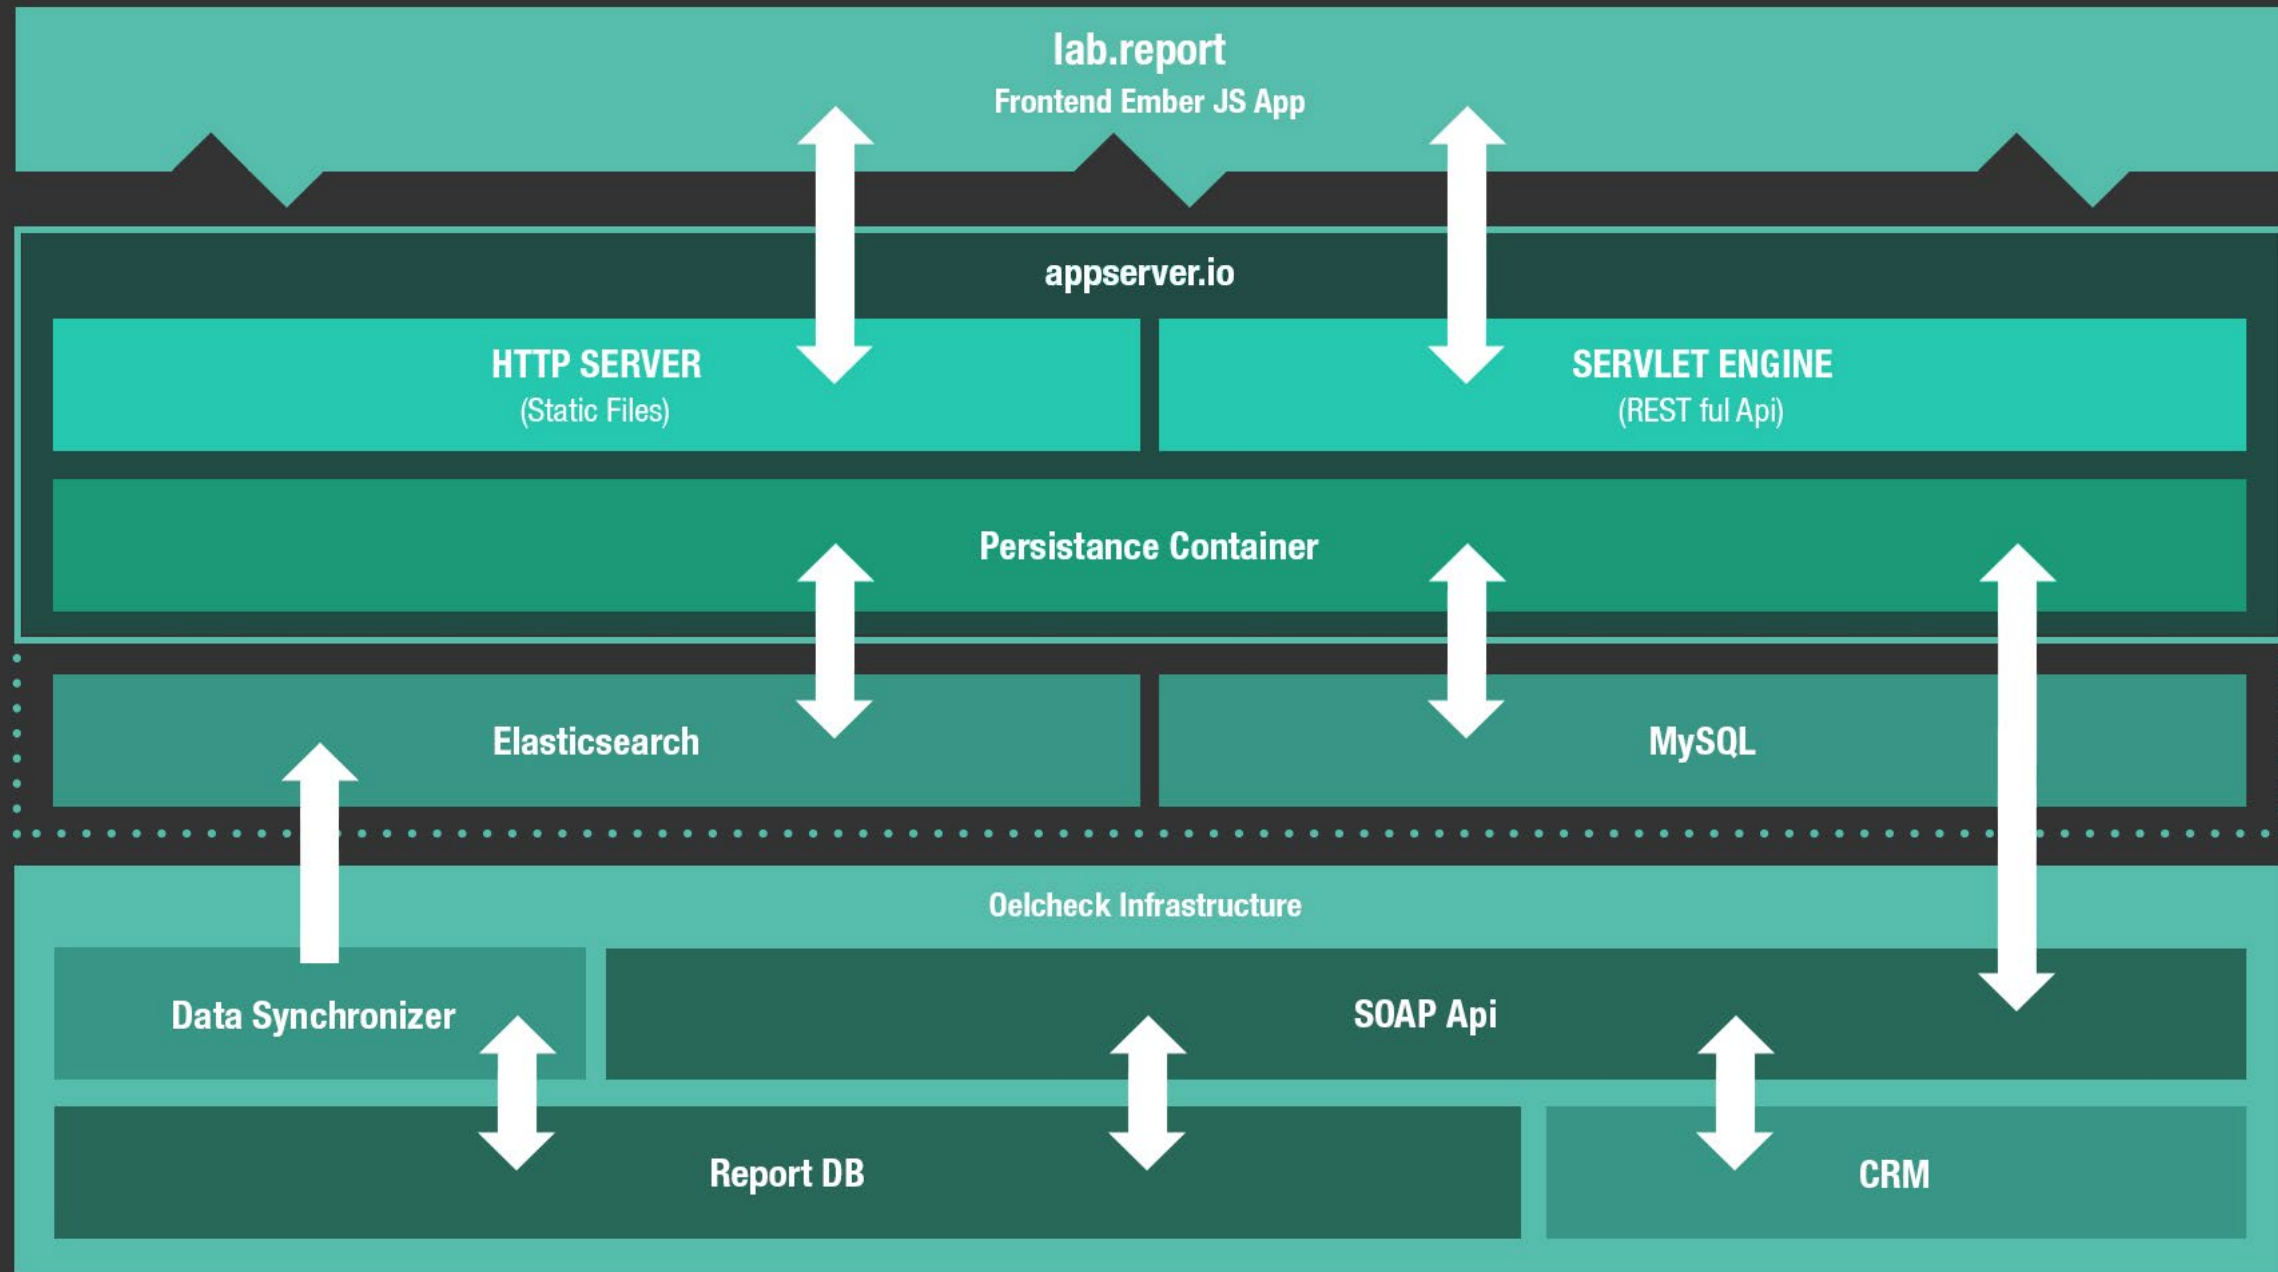 lab.report
Frontend Ember JS App
appserver.io
HTTP SERVER
(Static Files)
SERVLET ENGINE
(REST ful Api)
Persistance Container
Elasticsearch
MySQL
Oelcheck Infrastructure
Data Synchronizer
SOAP Api
Report DB
CRM